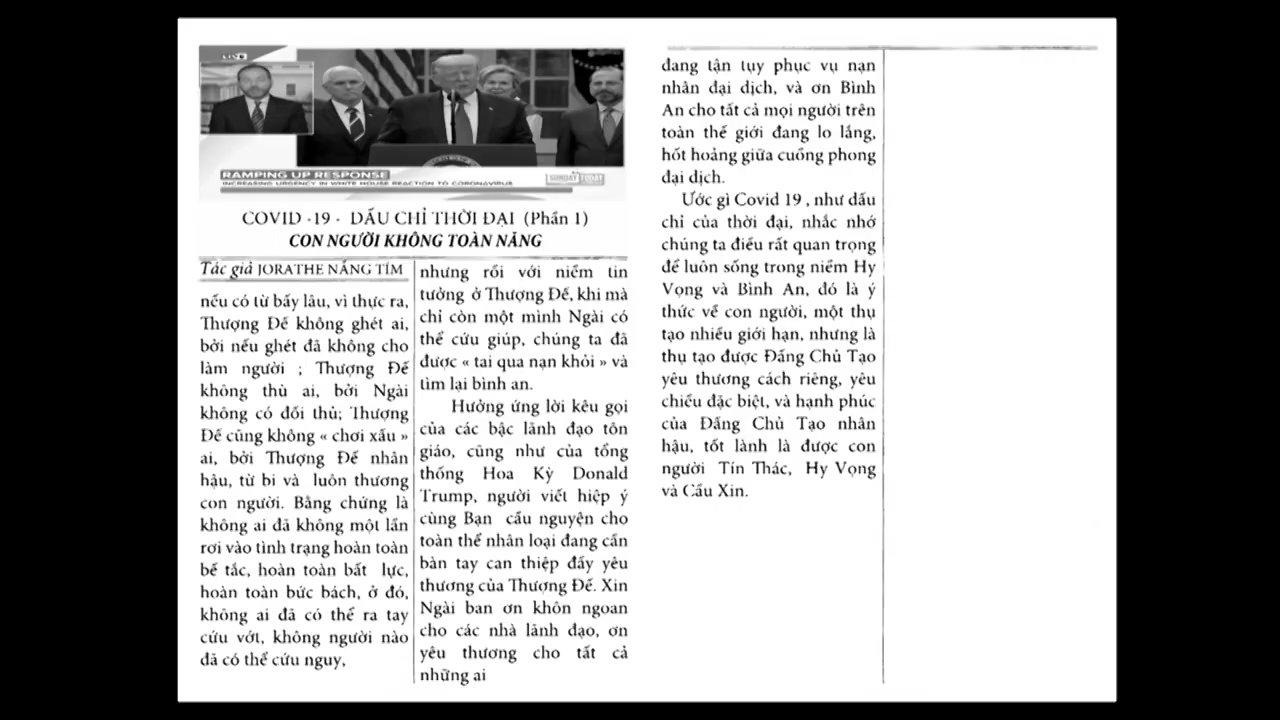 LIVE
RAMPING UP RESPONSE
INCREASING URGENCY IN WHITE HOUSE REACTION TO CORONAVIRUS
SUNDAY TODAY
COVID -19 - DẤU CHỈ THỜI ĐẠI (Phần 1)
CON NGƯỜI KHÔNG TOÀN NĂNG
Tác giả JORATHE NẮNG TÍM
nếu có từ bấy lâu, vì thực ra,
Thượng Đế không ghét ai,
bởi nếu ghét đã không cho
làm người ; Thượng Đế
không thù ai, bởi Ngài
không có đối thủ; Thượng
Đế cũng không « chơi xấu »
ai, bởi Thượng Đế nhân
hậu, từ bi và luôn thương
con người. Bằng chứng là
không ai đã không một lần
rơi vào tình trạng hoàn toàn
bế tắc, hoàn toàn bất lực,
hoàn toàn bức bách, ở đó,
không ai đã có thể ra tay
cứu vớt, không người nào
đã có thể cứu nguy,
nhưng rồi với niềm tin
tưởng ở Thượng Đế, khi mà
chỉ còn một mình Ngài có
thể cứu giúp, chúng ta đã
được « tai qua nạn khỏi » và
tìm lại bình an.
Hưởng ứng lời kêu gọi
của các bậc lãnh đạo tôn
giáo, cũng như của tổng
thống Hoa Kỳ Donald
Trump, người viết hiệp ý
cùng Bạn cầu nguyện cho
toàn thể nhân loại đang cần
bàn tay can thiệp đầy yêu
thương của Thượng Đế. Xin
Ngài ban ơn khôn ngoan
cho các nhà lãnh đạo, ơn
yêu thương cho tất cả
những ai
đang tận tụy phục vụ nạn
nhân đại dịch, và ơn Bình
An cho tất cả mọi người trên
toàn thế giới đang lo lắng,
hốt hoảng giữa cuồng phong
đại dịch.
Ước gì Covid 19 , như dấu
chỉ của thời đại, nhắc nhớ
chúng ta điều rất quan trọng
để luôn sống trong niềm Hy
Vọng và Bình An, đó là ý
thức về con người, một thụ
tạo nhiều giới hạn, nhưng là
thụ tạo được Đấng Chủ Tạo
yêu thương cách riêng, yêu
chiều đặc biệt, và hạnh phúc
của Đấng Chủ Tạo nhân
hậu, tốt lành là được con
người Tín Thác, Hy Vọng
và Cầu Xin.